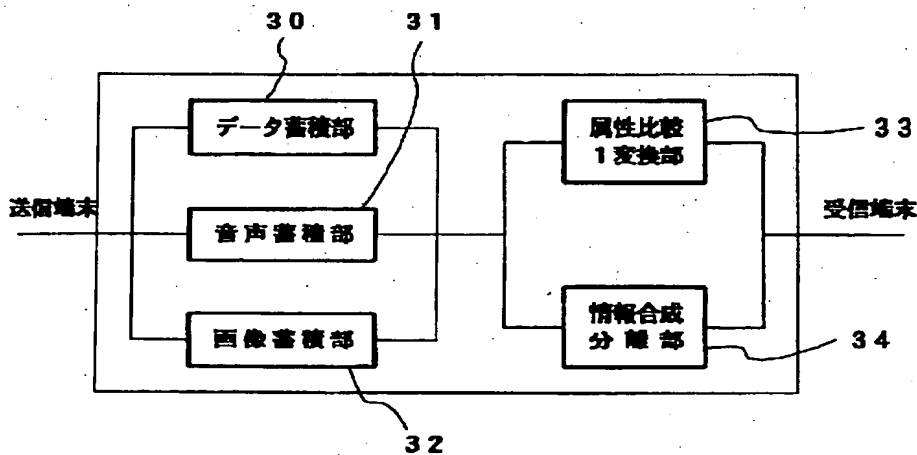 30
31
データ蓄積部
属性比較
1変換部
33
送信端末
音声蓄積部
受信端末
画像蓄積部
情報合成
分離部
34
32